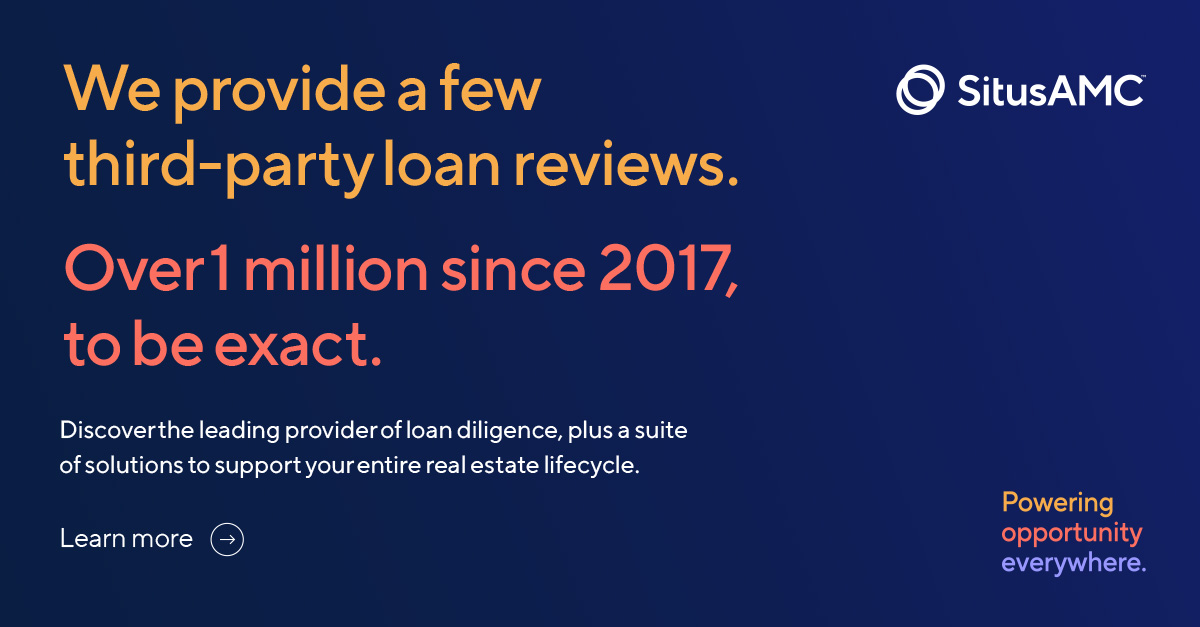 We provide a few
third-party loan reviews.
SitusAMC™
Over 1 million since 2017,
to be exact.
Discover the leading provider of loan diligence, plus a suite
of solutions to support your entire real estate lifecycle.
Learn more
Powering
opportunity
everywhere.